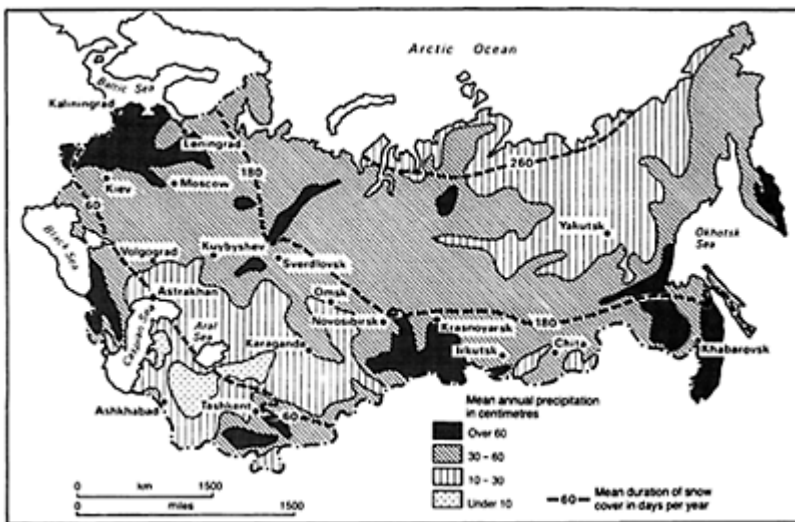 Arctic Ocean
Baltic Sea
Kaliningrad
Leningrad
180
260
Kiev
Moscow
60
Yakutsk
Okhotsk
Sea
Black Sea
Volgograd
Kuybyshev
Sverdlovsk
Astrakhan
Omsk
180
Novosibirsk
Krasnoyarsk
Caspian Sea
Aral
Sea
Karaganda
Irkutsk
Chita
Khabarovsk
Ashkhabad
Tashkent
60
Mean annual precipitation
in centimetres
Over 60
30 - 60
10 - 30
Under 10
60 Mean duration of snow
cover in days per year
0 km 1500
0 miles 1500